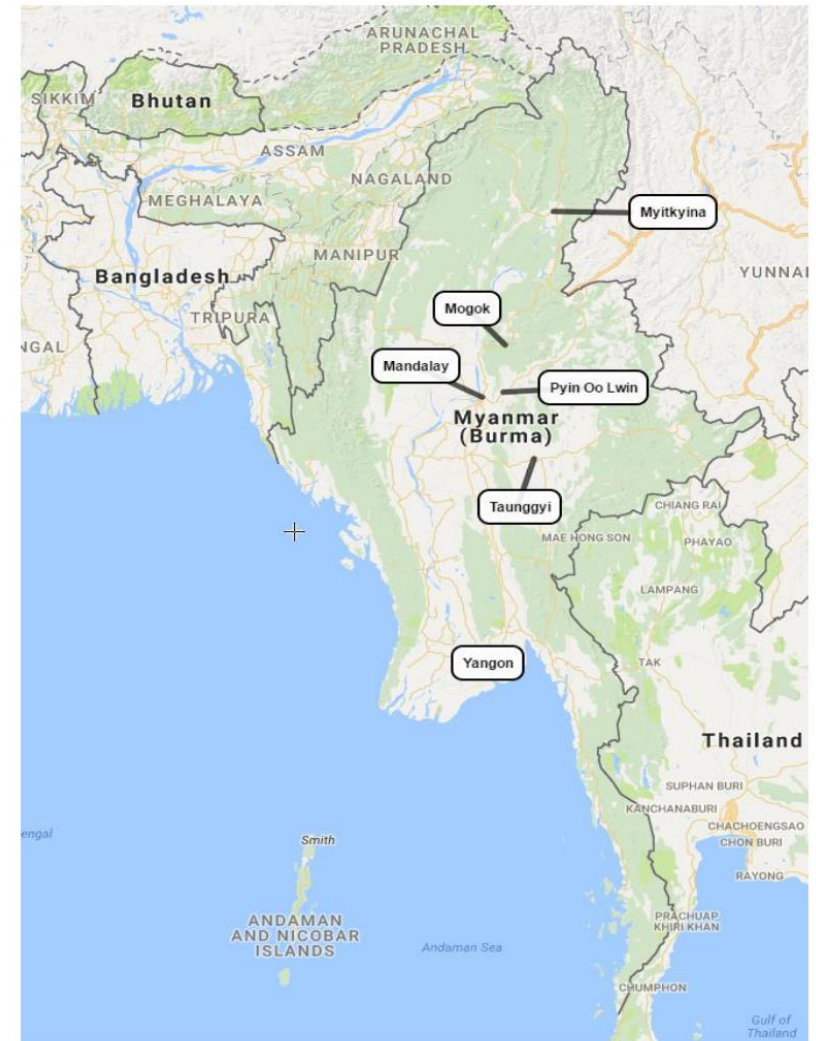 ARUNACHAL
PRADESH
SIKKIM
Bhutan
ASSAM
NAGALAND
MEGHALAYA
Myitkyina
MANIPUR
Bangladesh
YUNNAN
Mogok
TRIPURA
NGAL
Mandalay
Pyin Oo Lwin
Myanmar
(Burma)
Taunggyi
CHIANG RAI
MAE HONG SON
PHAYAO
LAMPANG
Yangon
TAK
Thailand
SUPHAN BURI
KANCHANABURI
CHACHOENGSAO
engal
Smith
CHON BURI
RAYONG
ANDAMAN
AND NICOBAR
ISLANDS
PRACHUAP
KHIRI KHAN
Andaman Sea
CHUMPHON
Gulf of
Thailand